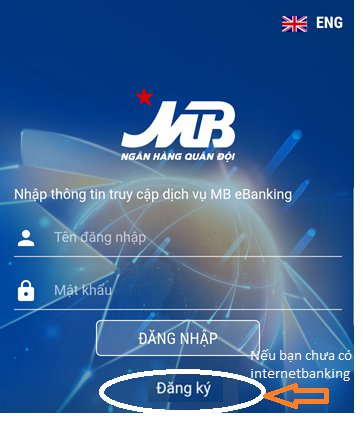 ENG
MB
NGÂN HÀNG QUÂN ĐỘI
Nhập thông tin truy cập dịch vụ MB eBanking
Tên đăng nhập
Mật khẩu
ĐĂNG NHẬP
Nếu bạn chưa có
internetbanking
Đăng ký